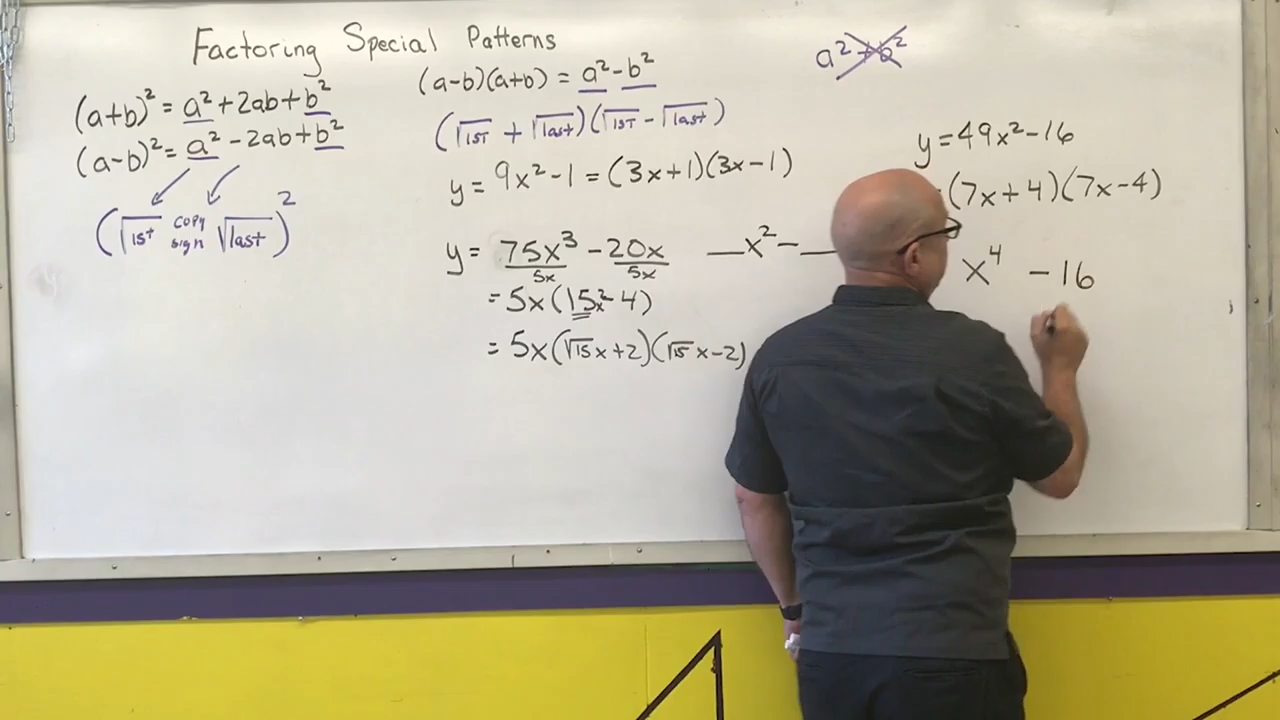 Factoring Special Patterns
(a+b)² = a² + 2ab + b²
(a-b)² = a² - 2ab + b²
(√1st copy sign √last)²
(a-b)(a+b) = a² - b²
(√1st + √last)(√1st - √last)
y = 9x² - 1 = (3x+1)(3x-1)
y = 75x³ - 20x
5x 5x
= 5x(15x² - 4)
= 5x(√15x+2)(√15x-2)
__x² - __
a² + b²
y = 49x² - 16
(7x+4)(7x-4)
x⁴ - 16